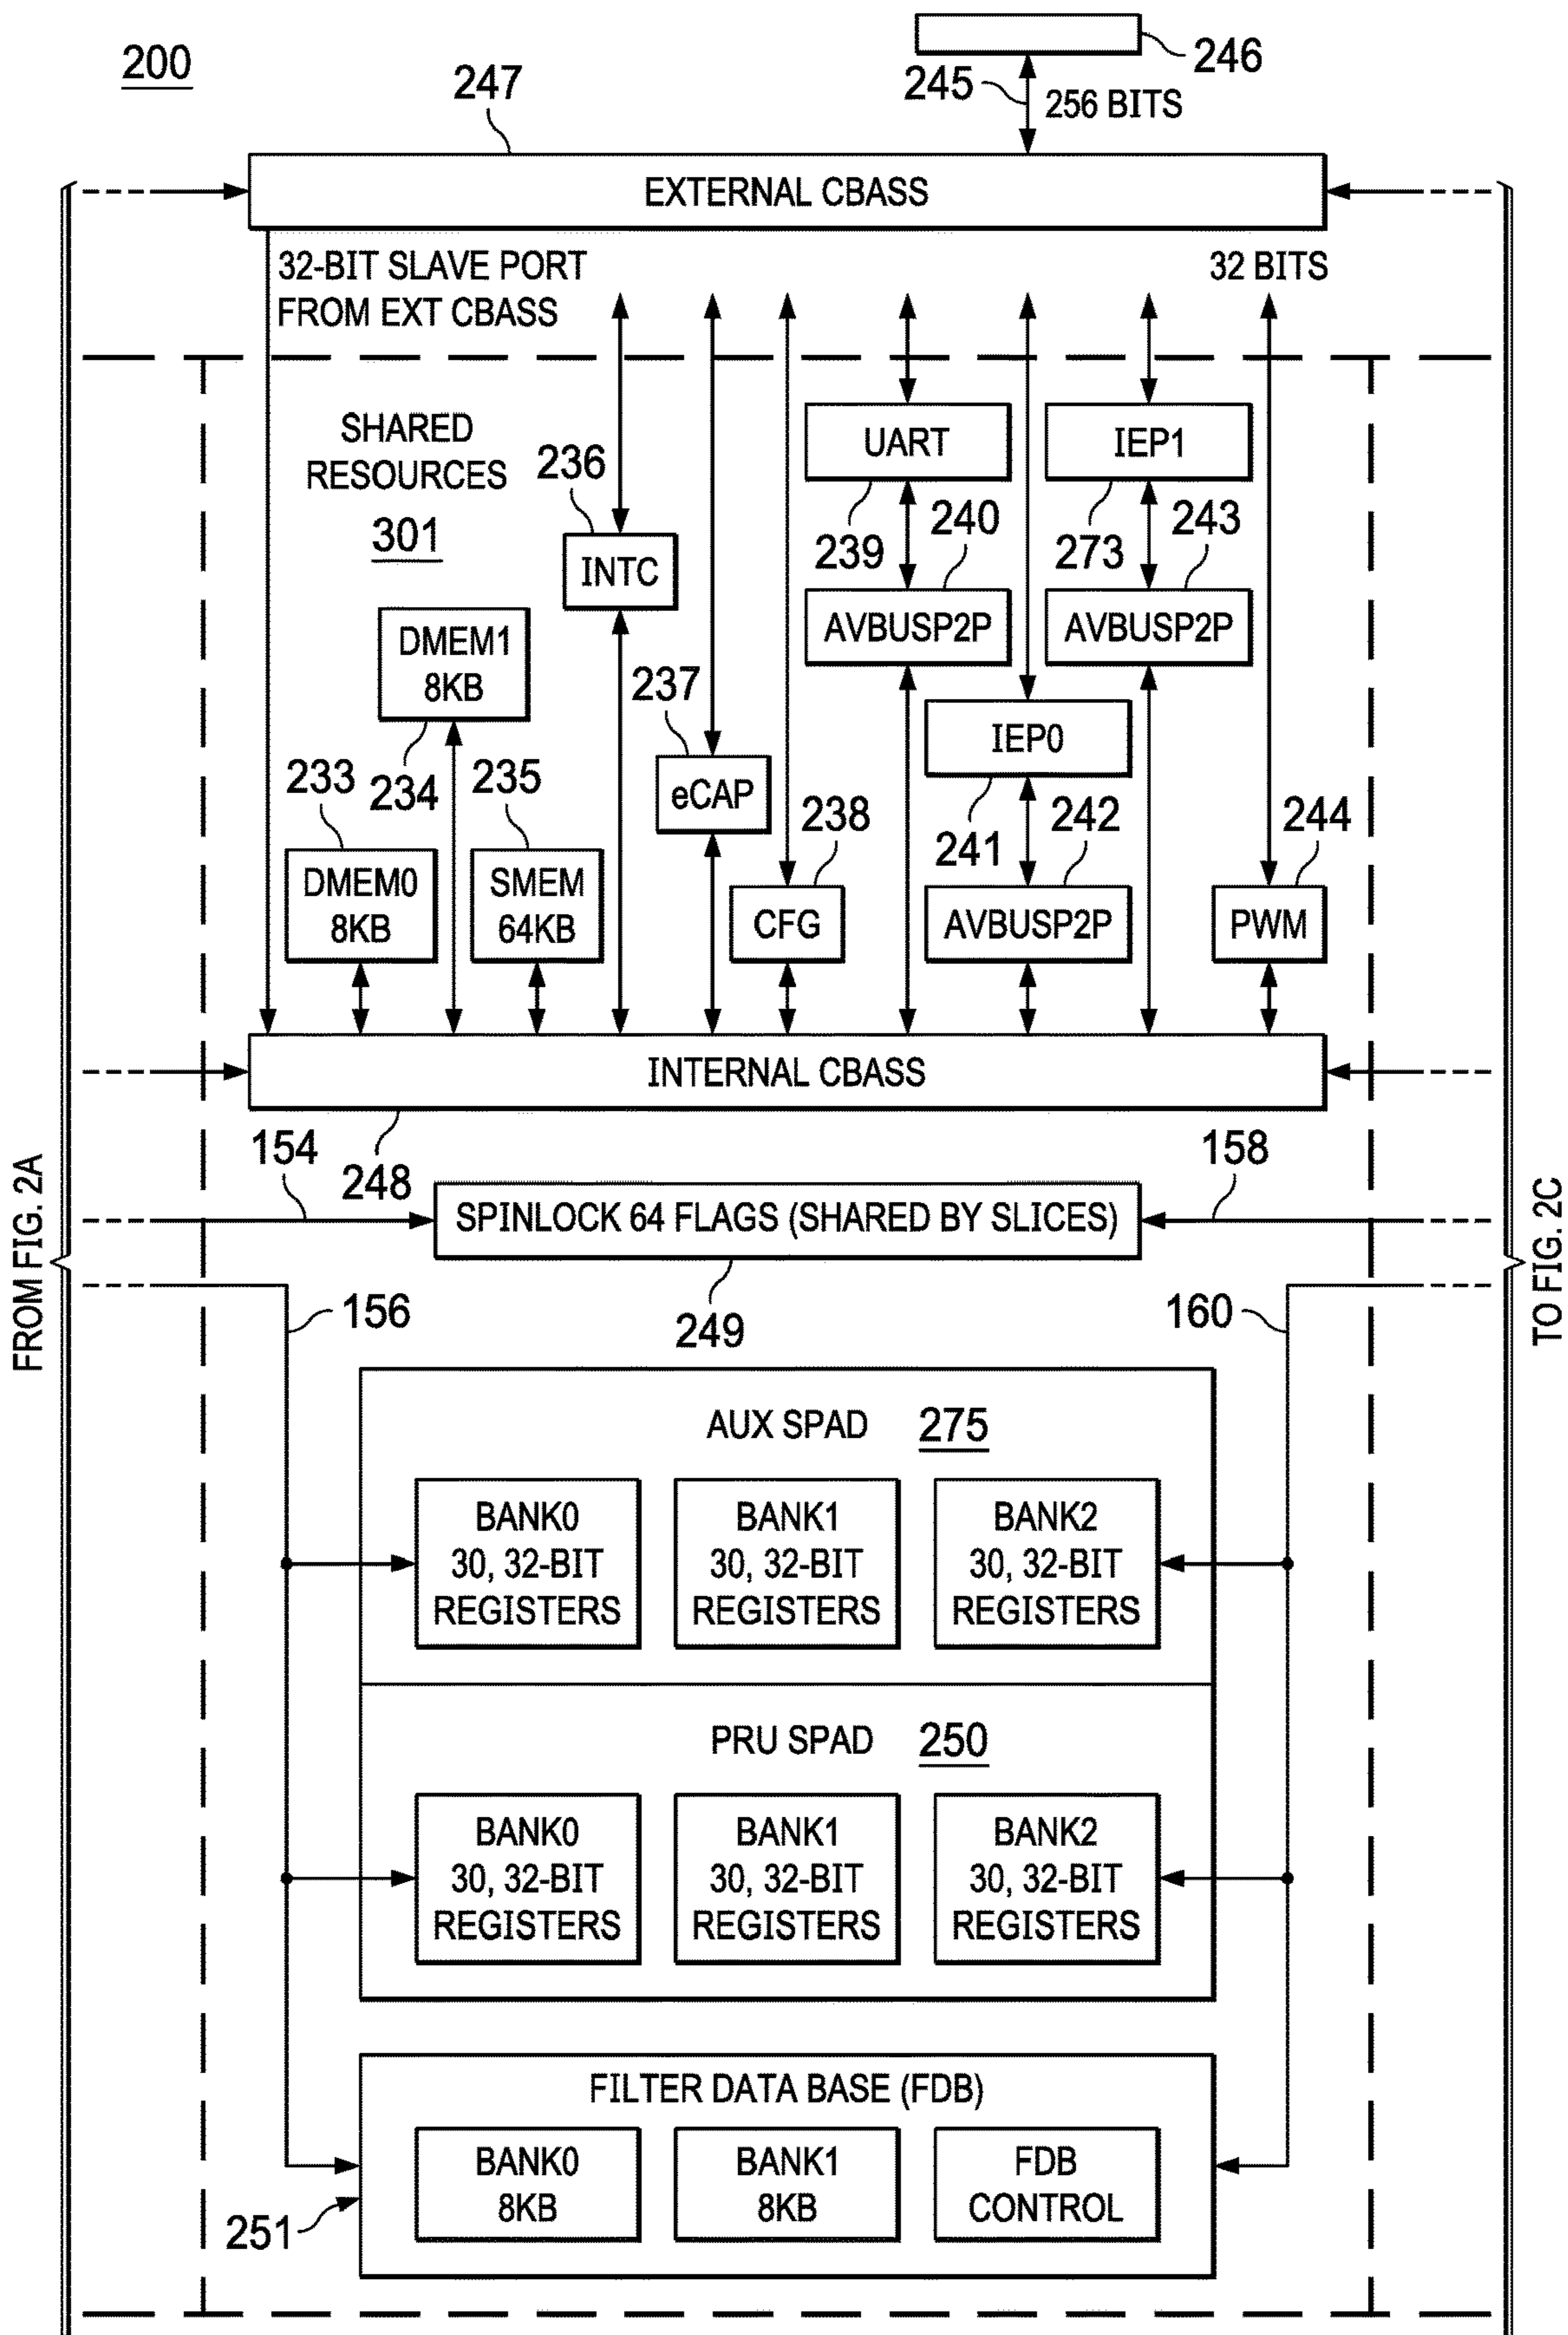 200
246
245
256 BITS
247
EXTERNAL CBASS
32-BIT SLAVE PORT
FROM EXT CBASS
32 BITS
SHARED
RESOURCES
301
236
INTC
UART
239
240
AVBUSP2P
IEP1
273
243
AVBUSP2P
DMEM1
8KB
234
237
eCAP
IEP0
241
242
AVBUSP2P
233
DMEM0
8KB
235
SMEM
64KB
238
CFG
244
PWM
INTERNAL CBASS
248
154
158
SPINLOCK 64 FLAGS (SHARED BY SLICES)
249
FROM FIG. 2A
TO FIG. 2C
156
160
AUX SPAD 275
BANK0
30, 32-BIT
REGISTERS
BANK1
30, 32-BIT
REGISTERS
BANK2
30, 32-BIT
REGISTERS
PRU SPAD 250
BANK0
30, 32-BIT
REGISTERS
BANK1
30, 32-BIT
REGISTERS
BANK2
30, 32-BIT
REGISTERS
FILTER DATA BASE (FDB)
BANK0
8KB
BANK1
8KB
FDB
CONTROL
251